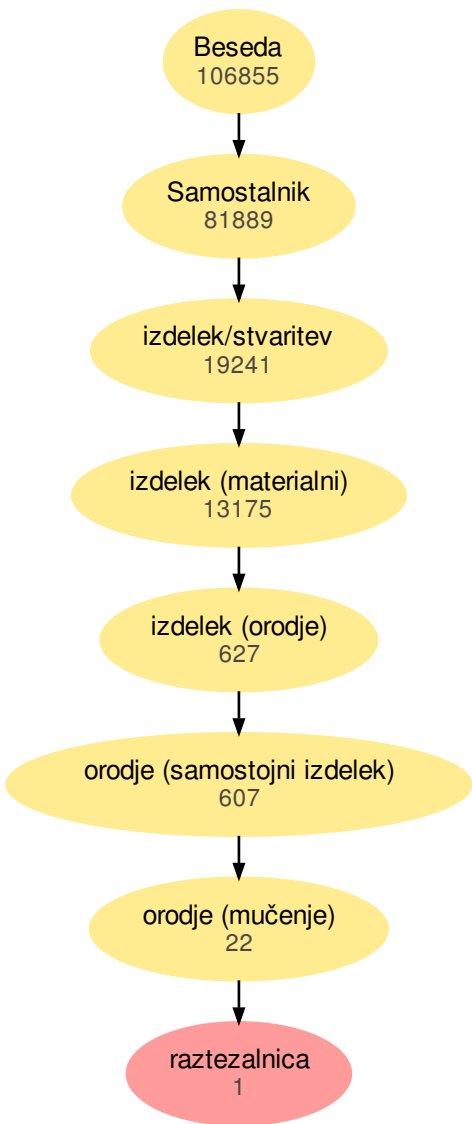 Beseda
106855
Samostalnik
81889
izdelek/stvaritev
19241
izdelek (materialni)
13175
izdelek (orodje)
627
orodje (samostojni izdelek)
607
orodje (mučenje)
22
raztezalnica
1